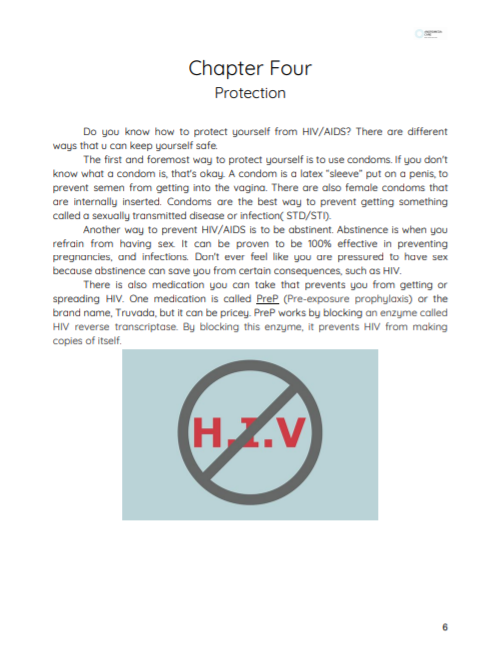 Chapter Four
Protection
Do you know how to protect yourself from HIV/AIDS? There are different
ways that u can keep yourself safe.
The first and foremost way to protect yourself is to use condoms. If you don't
know what a condom is, that's okay. A condom is a latex “sleeve” put on a penis, to
prevent semen from getting into the vagina. There are also female condoms that
are internally inserted. Condoms are the best way to prevent getting something
called a sexually transmitted disease or infection( STD/STI).
Another way to prevent HIV/AIDS is to be abstinent. Abstinence is when you
refrain from having sex. It can be proven to be 100% effective in preventing
pregnancies, and infections. Don't ever feel like you are pressured to have sex
because abstinence can save you from certain consequences, such as HIV.
There is also medication you can take that prevents you from getting or
spreading HIV. One medication is called PreP (Pre-exposure prophylaxis) or the
brand name, Truvada, but it can be pricey. PreP works by blocking an enzyme called
HIV reverse transcriptase. By blocking this enzyme, it prevents HIV from making
copies of itself.
H.I.V
6